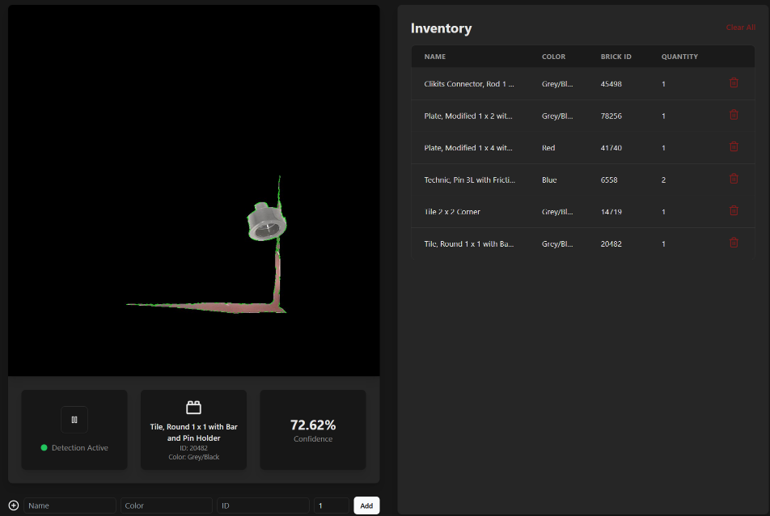 Inventory
Clear All
NAME COLOR BRICK ID QUANTITY
Clikits Connector, Rod 1 ... Grey/Bl... 45498 1
Plate, Modified 1 x 2 wit... Grey/Bl... 78256 1
Plate, Modified 1 x 4 wit... Red 41740 1
Technic, Pin 3L with Fricti... Blue 6558 2
Tile 2 x 2 Corner Grey/Bl... 14719 1
Tile, Round 1 x 1 with Ba... Grey/Bl... 20482 1
Detection Active
Tile, Round 1 x 1 with Bar
and Pin Holder
ID: 20482
Color: Grey/Black
72.62%
Confidence
Name Color ID 1 Add